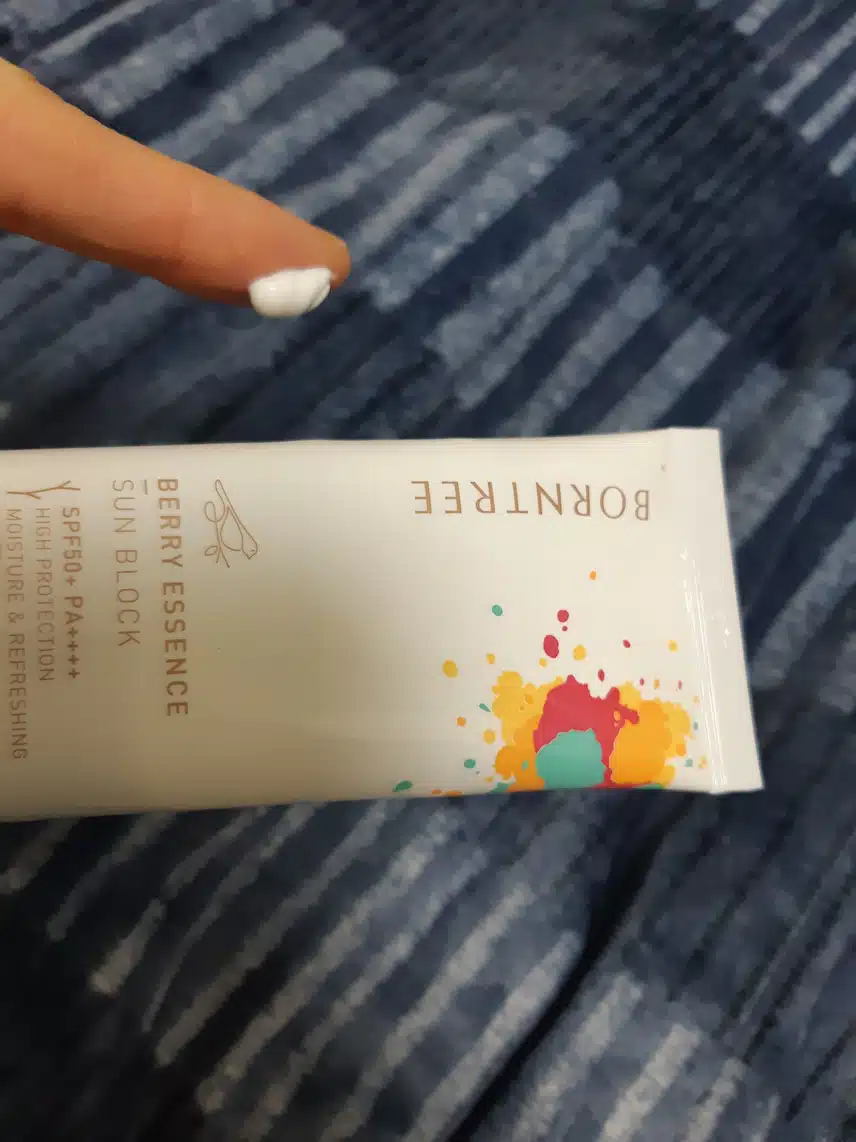 BORNTREE
BERRY ESSENCE
SUN BLOCK
SPF50+ PA++++
HIGH PROTECTION
MOISTURE & REFRESHING